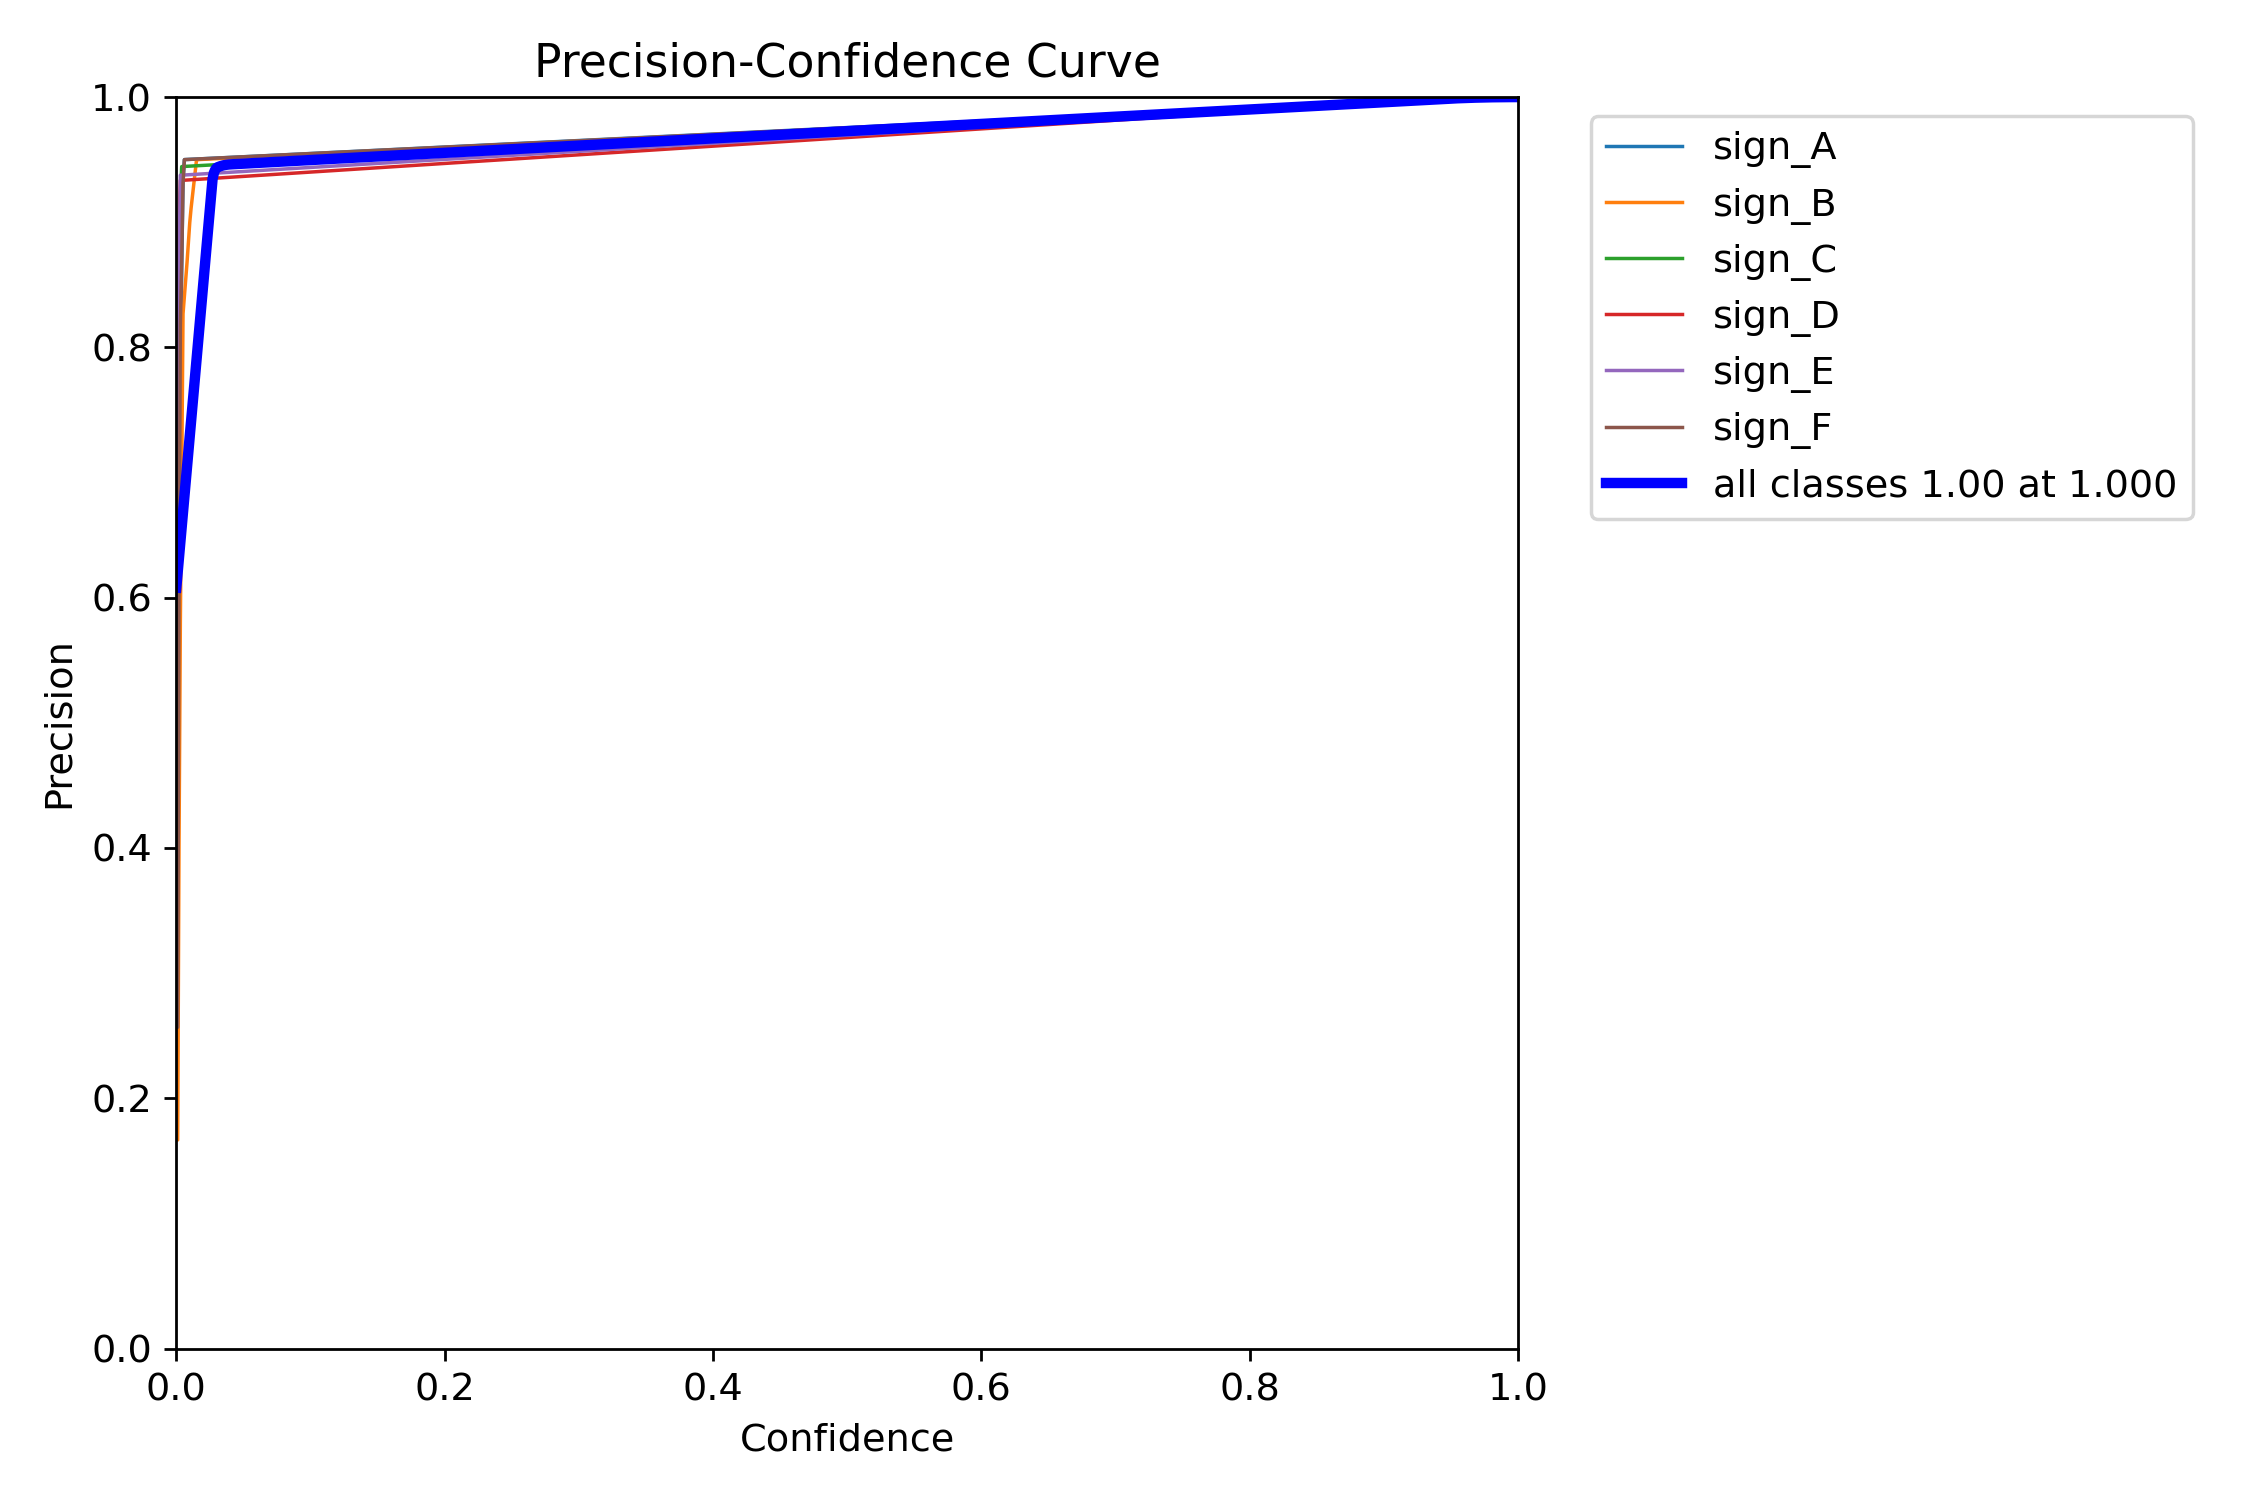 Precision-Confidence Curve
1.0
0.8
0.6
0.4
0.2
0.0
Precision
0.0 0.2 0.4 0.6 0.8 1.0
Confidence
sign_A
sign_B
sign_C
sign_D
sign_E
sign_F
all classes 1.00 at 1.000